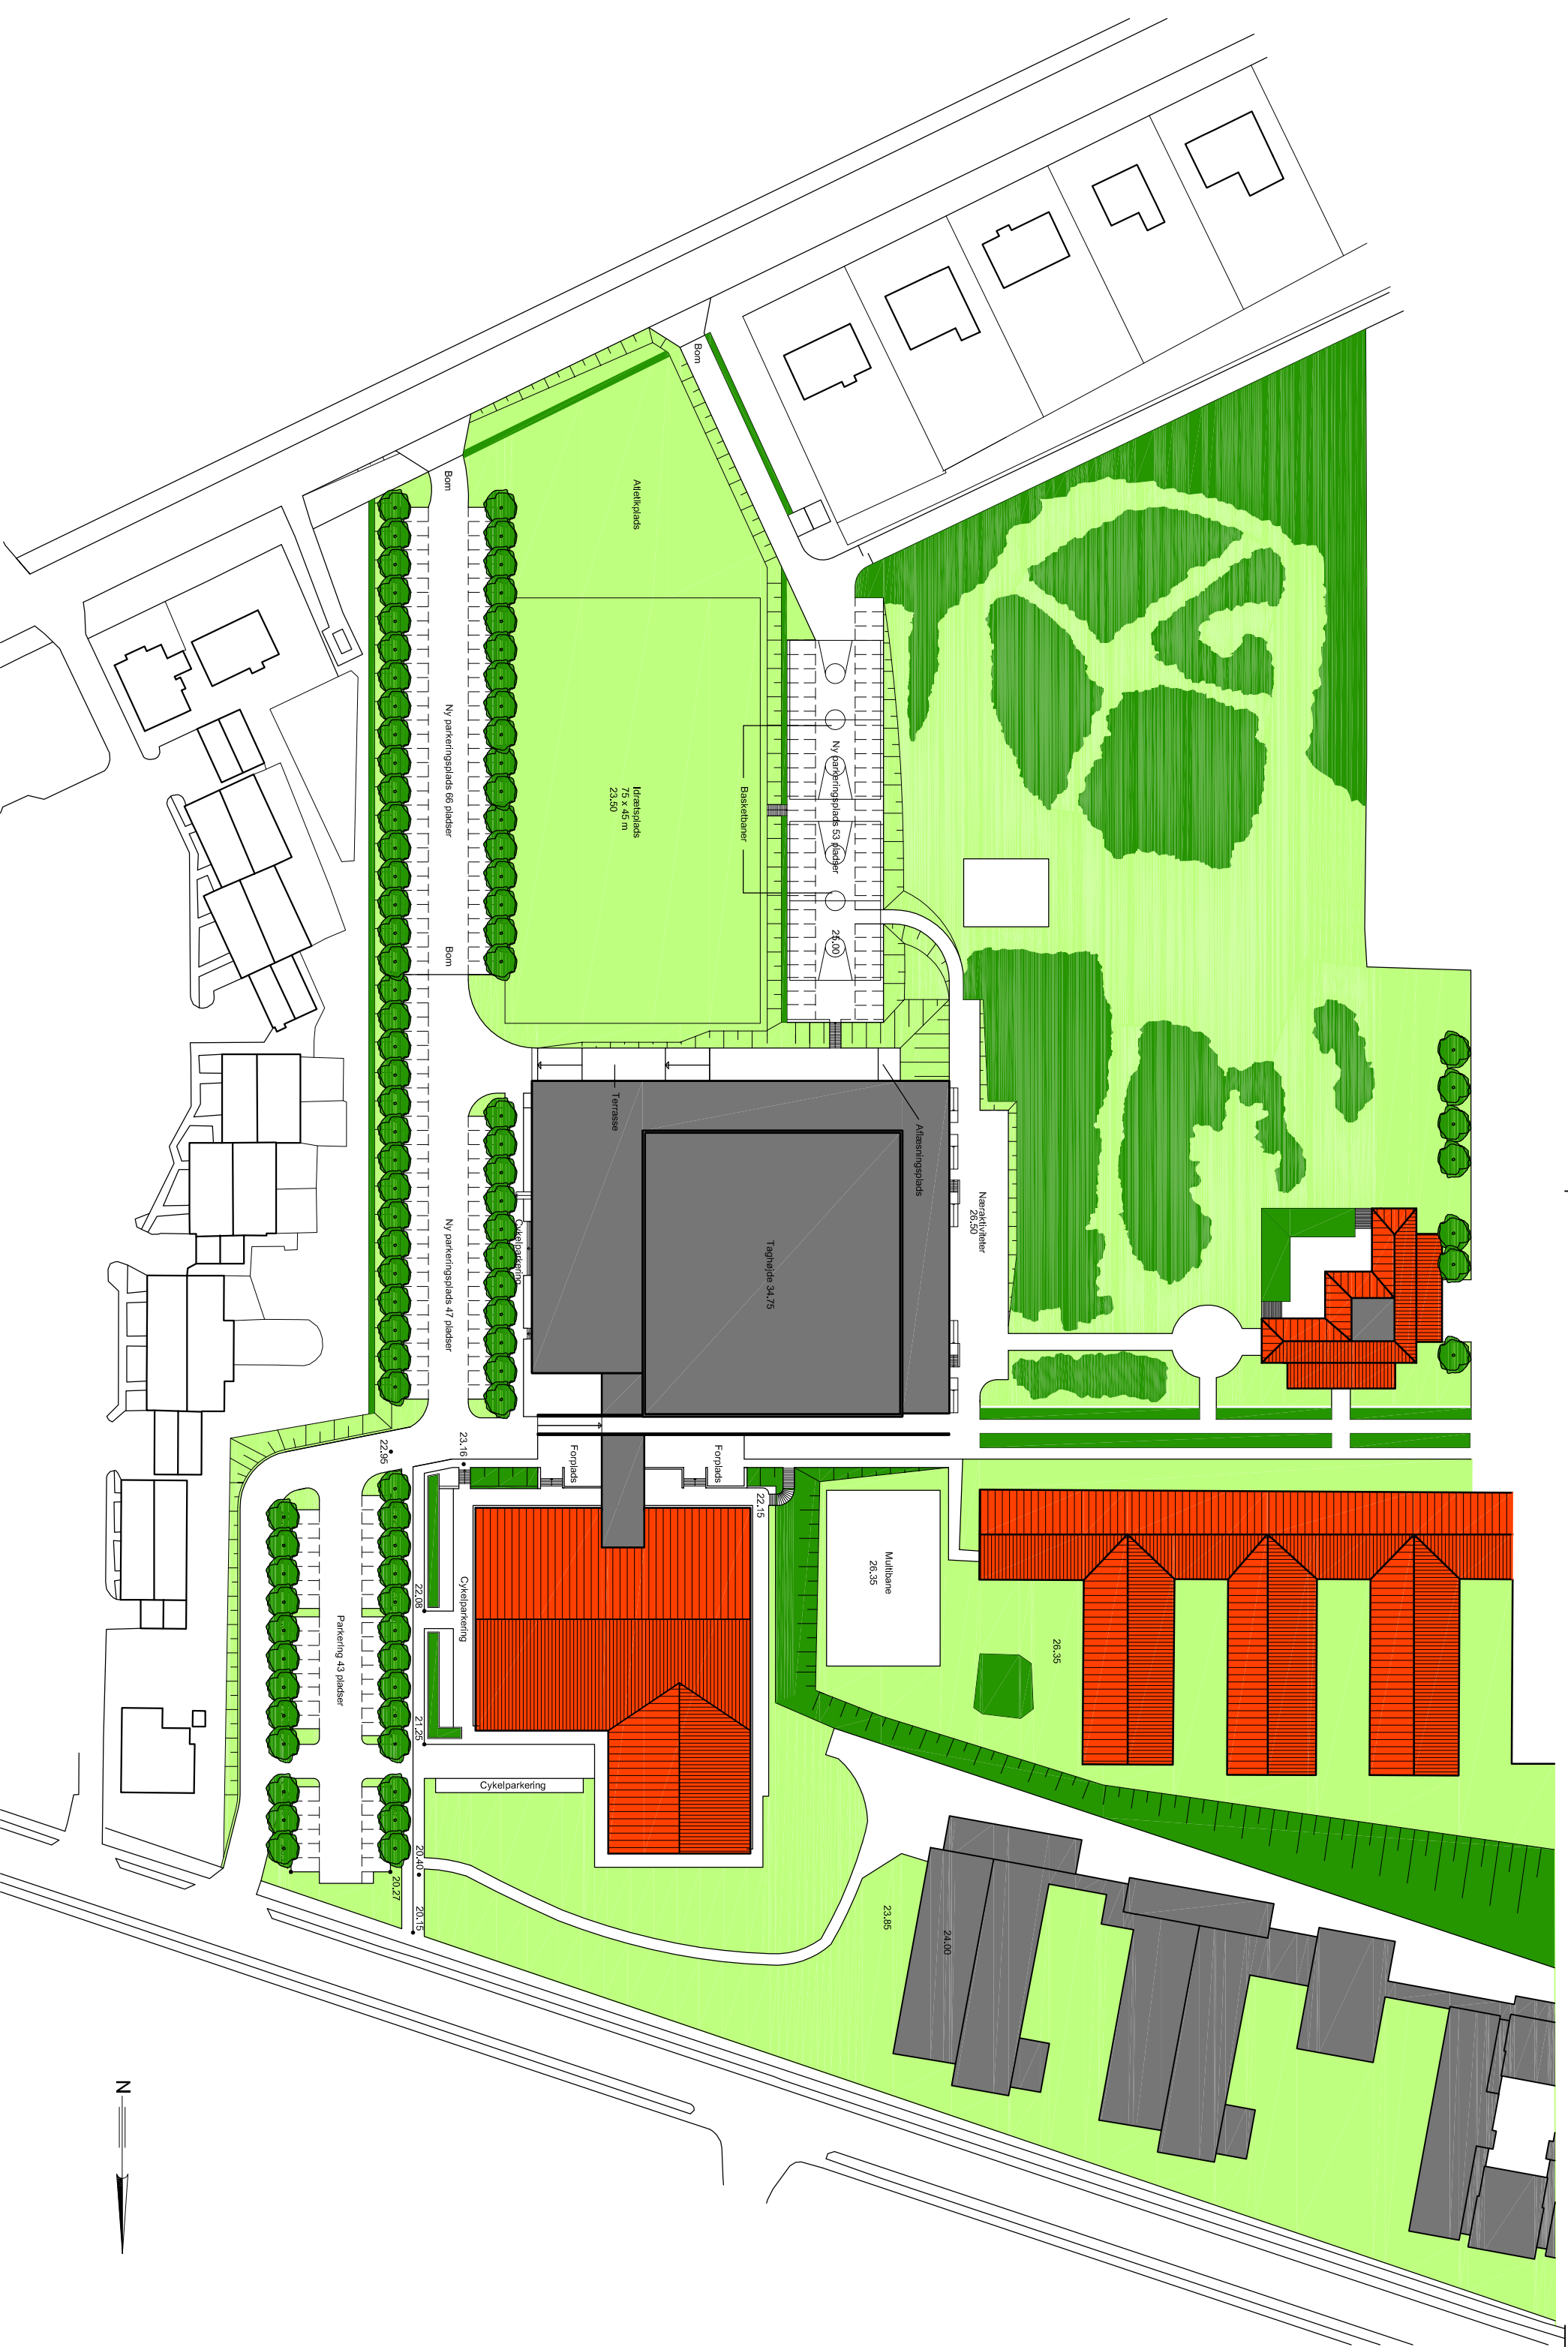 Bom
Bom
Atletikplads
Ny parkeringsplads 66 pladser
Idrætsplads
75 x 45 m
23.50
Basketbaner
Ny parkeringsplads 53 pladser
25.00
Bom
Terrasse
Aflæsningsplads
Næraktiviteter
26.50
Cykelparkering
Ny parkeringsplads 47 pladser
Taghøjde 34.75
22.95
23.16
Forplads
Forplads
22.15
Multibane
26.35
26.35
22.08
Cykelparkering
Parkering 43 pladser
21.25
Cykelparkering
20.40
20.27
20.15
23.85
24.00
N